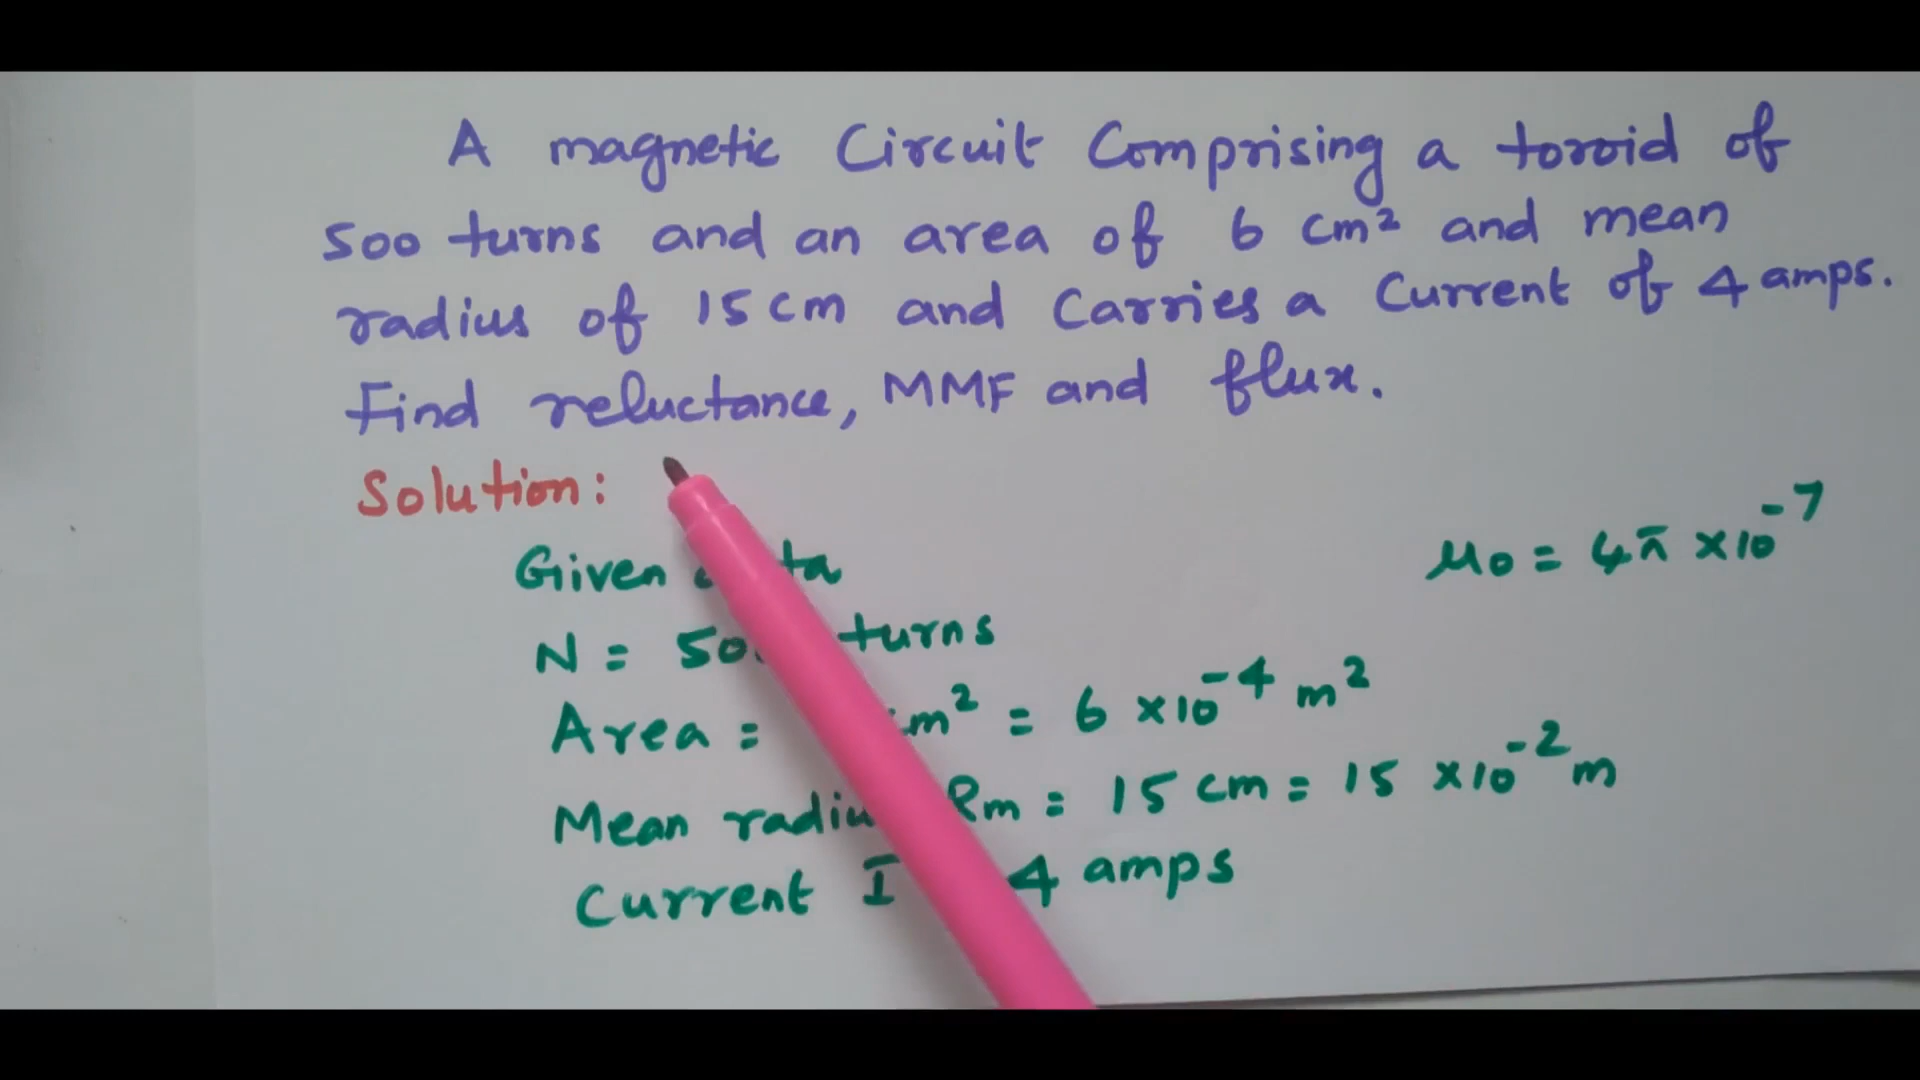 A magnetic Circuit Comprising a toroid of
500 turns and an area of 6 cm² and mean
radius of 15 cm and Carries a Current of 4 amps.
Find reluctance, MMF and flux.
Solution:
Given
μ₀ = 4π ×10⁻⁷
N = turns
Area = = 6 ×10⁻⁴ m²
Mean Rm = 15 cm = 15 ×10⁻² m
Current I 4 amps